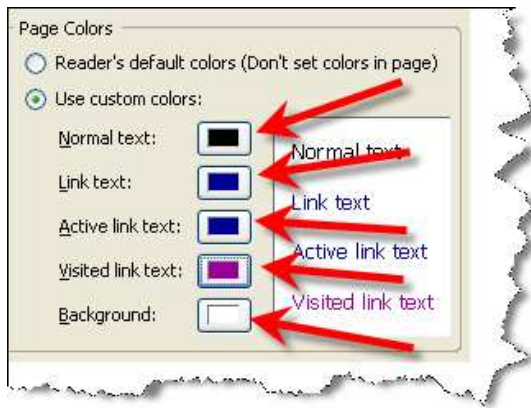 Page Colors
Reader's default colors (Don't set colors in page)
Use custom colors:
Normal text:
Link text:
Active link text:
Visited link text:
Background:
Normal text
Link text
Active link text
Visited link text